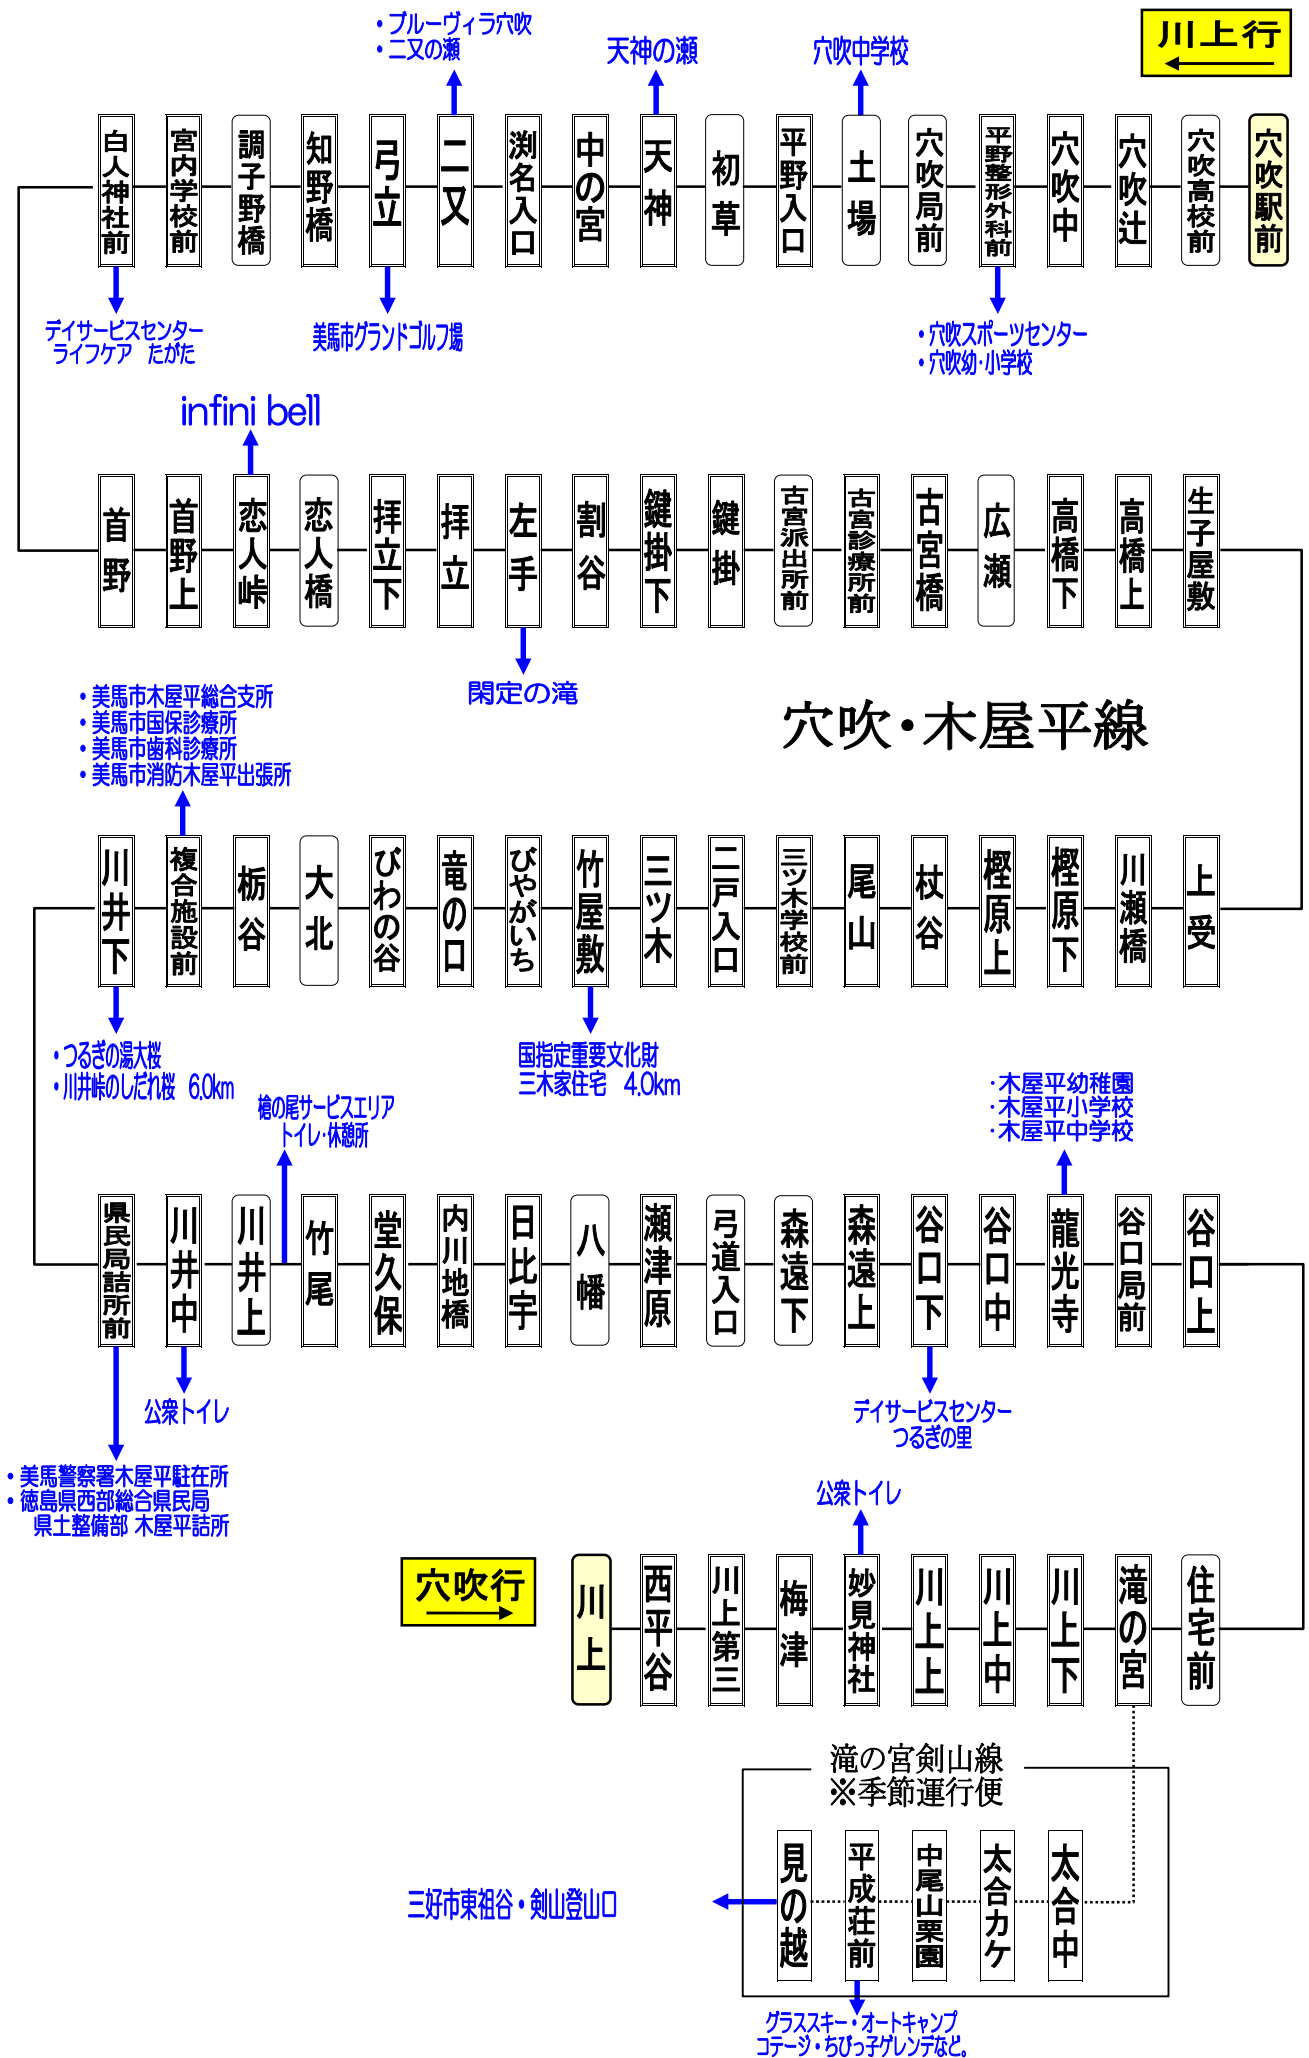 ・ブルーヴィラ穴吹
・二又の瀬
天神の瀬
穴吹中学校
川上行
穴吹駅前
穴吹高校前
穴吹辻
穴吹中
平野整形外科前
穴吹局前
土場
平野入口
初草
天神
中の宮
渕名入口
二又
弓立
知野橋
調子野橋
宮内学校前
白人神社前
デイサービスセンター
ライフケア たがた
美馬市グランドゴルフ場
・穴吹スポーツセンター
・穴吹幼・小学校
infini bell
首野
首野上
恋人峠
恋人橋
拝立下
拝立
左手
割谷
鍵掛下
鍵掛
古宮派出所前
古宮診療所前
古宮橋
広瀬
高橋下
高橋上
生子屋敷
閑定の滝
穴吹・木屋平線
・美馬市木屋平総合支所
・美馬市国保診療所
・美馬市歯科診療所
・美馬市消防木屋平出張所
上受
川瀬橋
樫原下
樫原上
杖谷
尾山
三ツ木学校前
二戸入口
三ツ木
竹屋敷
びやがいち
竜の口
びわの谷
大北
栃谷
複合施設前
川井下
・つるぎの湯大桜
・川井峠のしだれ桜 6.0km
国指定重要文化財
三木家住宅 4.0km
槍の尾サービスエリア
トイレ・休憩所
・木屋平幼稚園
・木屋平小学校
・木屋平中学校
県民局詰所前
川井中
川井上
竹尾
堂久保
内川地橋
日比宇
八幡
瀬津原
弓道入口
森遠下
森遠上
谷口下
谷口中
龍光寺
谷口局前
谷口上
公衆トイレ
・美馬警察署木屋平駐在所
・徳島県西部総合県民局
県土整備部 木屋平詰所
デイサービスセンター
つるぎの里
公衆トイレ
穴吹行
住宅前
滝の宮
川上下
川上中
川上上
妙見神社
梅津
川上第三
西平谷
川上
滝の宮剣山線
※季節運行便
太合中
太合カケ
中尾山栗園
平成荘前
見の越
三好市東祖谷・剣山登山口
グラススキー・オートキャンプ
コテージ・ちびっ子ゲレンデなど。